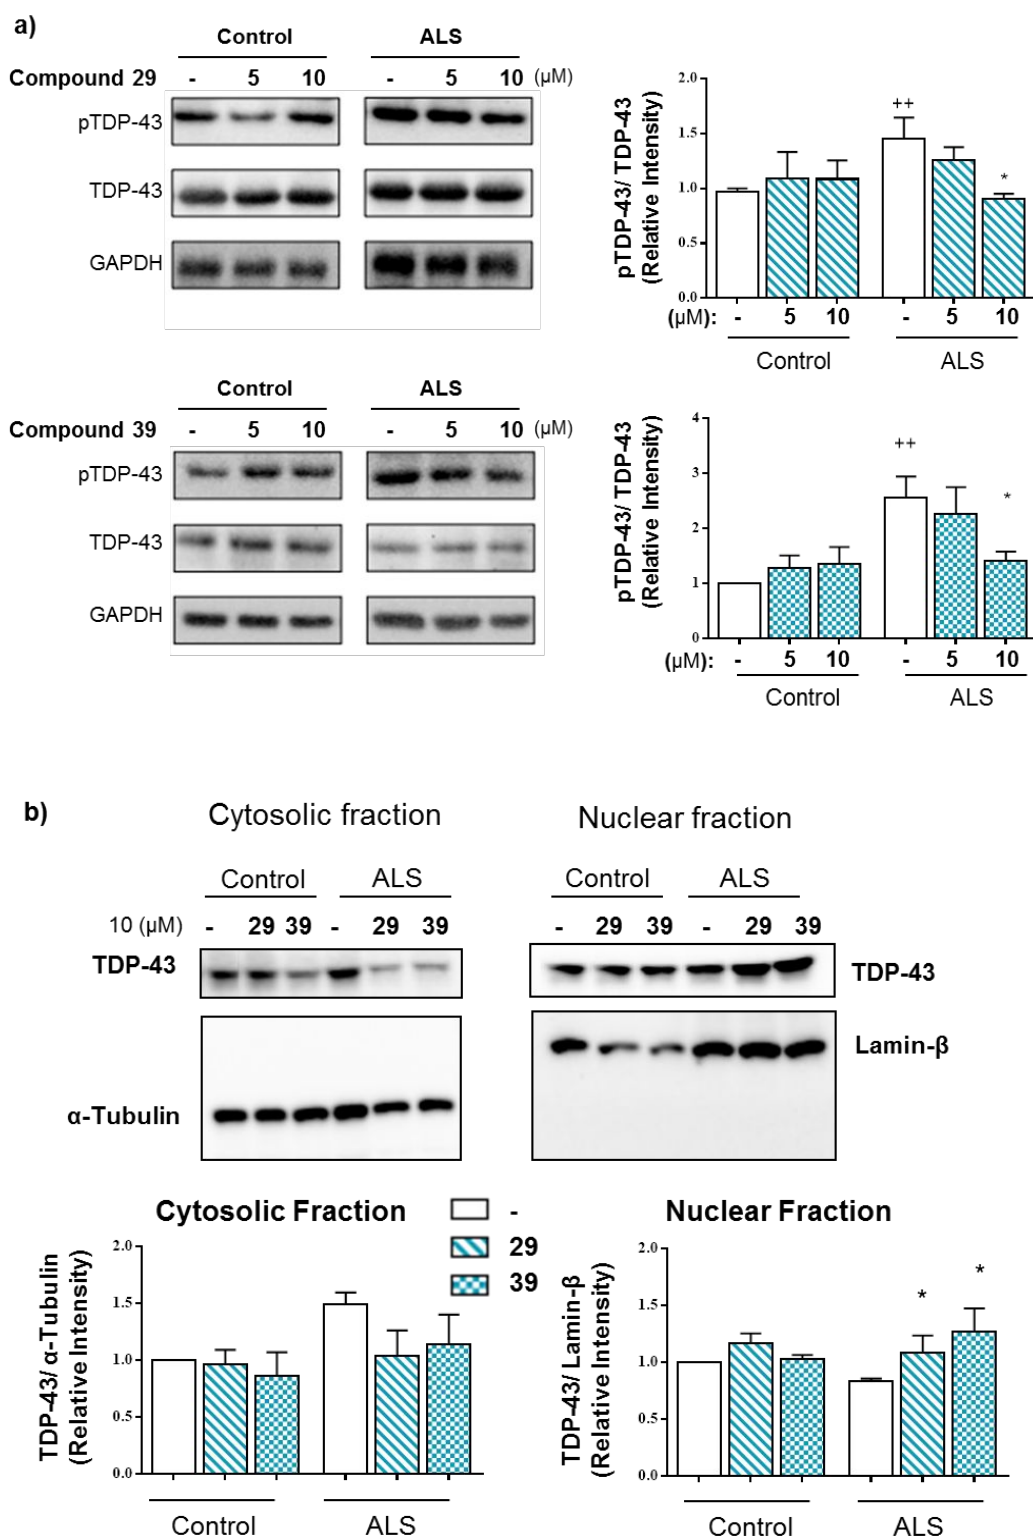 a)
Control ALS
Compound 29 - 5 10 - 5 10 (µM)
pTDP-43
TDP-43
GAPDH
pTDP-43/ TDP-43
(Relative Intensity)
2.0
1.5
1.0
0.5
0.0
++
*
(µM): - 5 10 - 5 10
Control ALS
Control ALS
Compound 39 - 5 10 - 5 10 (µM)
pTDP-43
TDP-43
GAPDH
pTDP-43/ TDP-43
(Relative Intensity)
4
3
2
1
0
++
*
(µM): - 5 10 - 5 10
Control ALS
b)
Cytosolic fraction Nuclear fraction
Control ALS Control ALS
10 (µM) - 29 39 - 29 39 - 29 39 - 29 39
TDP-43 TDP-43
Lamin-β
α-Tubulin
Cytosolic Fraction
TDP-43/ α-Tubulin
(Relative Intensity)
2.0
1.5
1.0
0.5
0.0
Control ALS
-
29
39
Nuclear Fraction
TDP-43/ Lamin-β
(Relative Intensity)
2.0
1.5
1.0
0.5
0.0
*
*
Control ALS